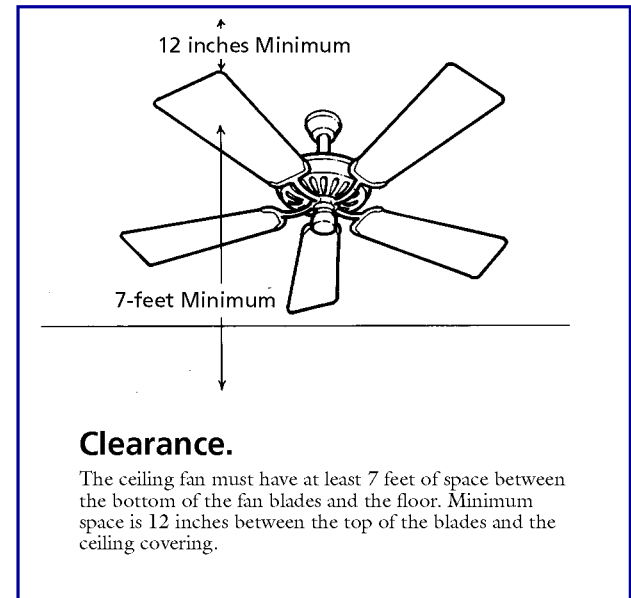 12 inches Minimum
7-feet Minimum
Clearance.
The ceiling fan must have at least 7 feet of space between
the bottom of the fan blades and the floor. Minimum
space is 12 inches between the top of the blades and the
ceiling covering.